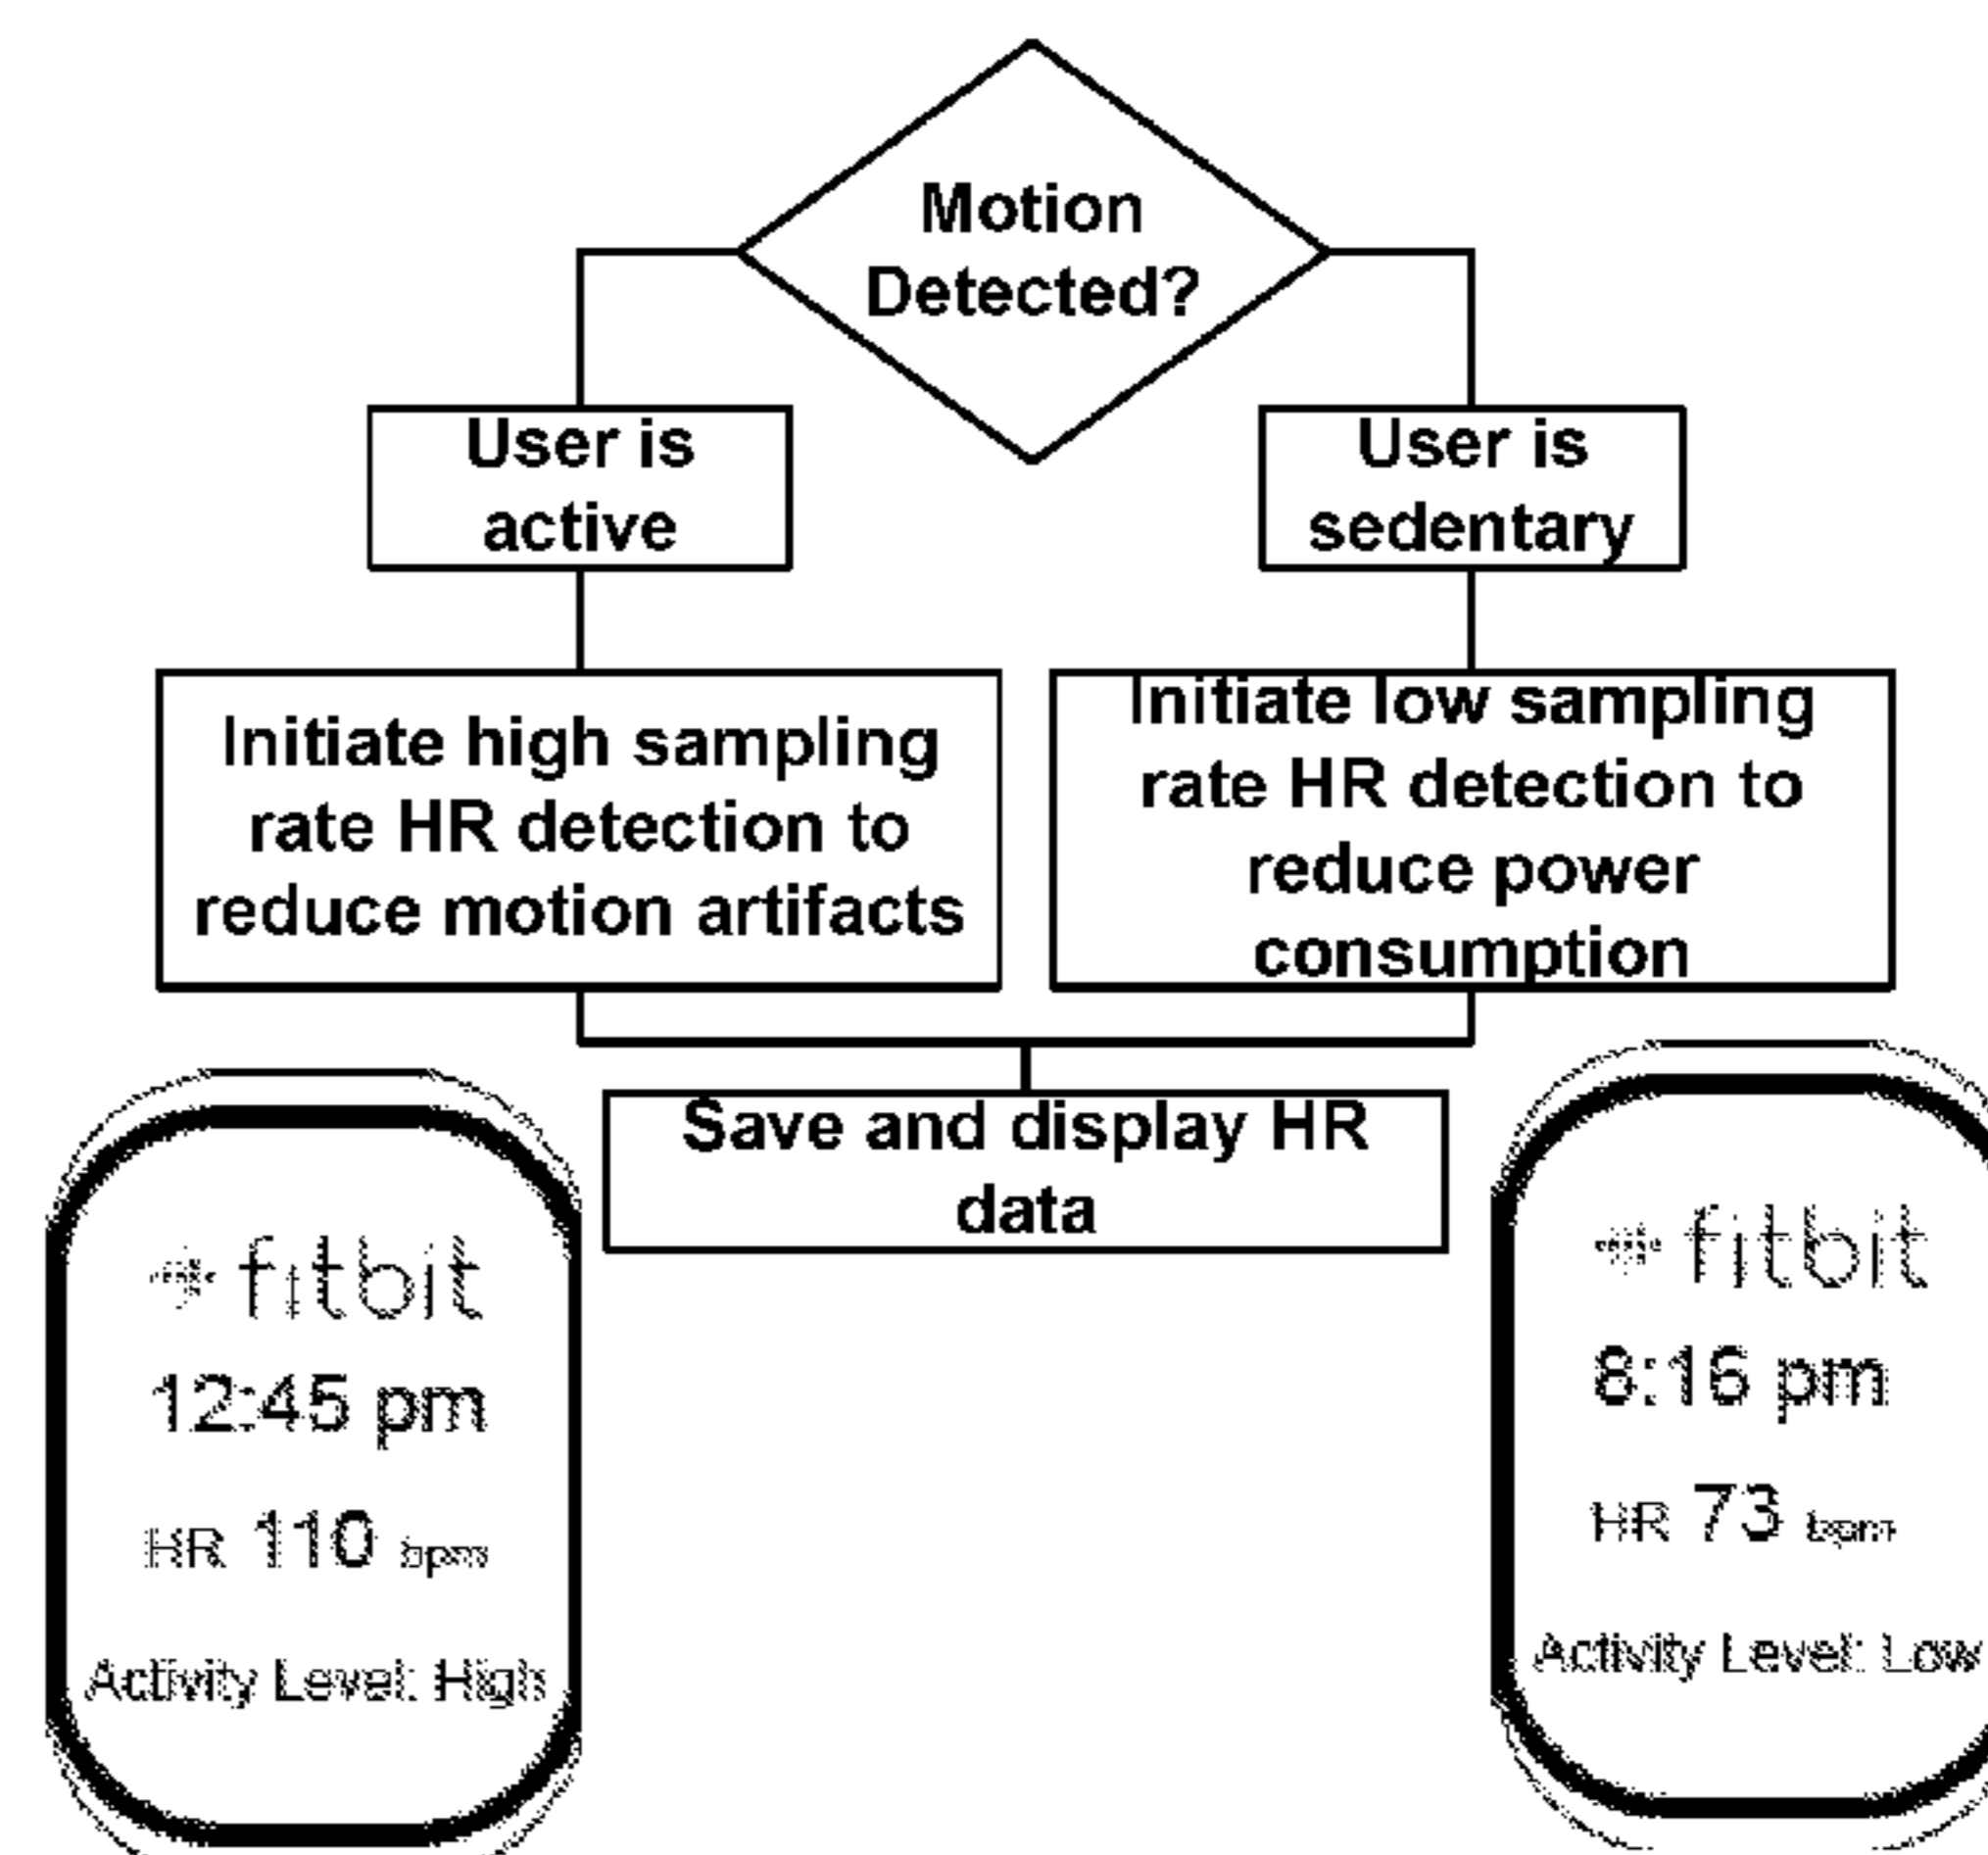 Motion
Detected?
User is
active
User is
sedentary
Initiate high sampling
rate HR detection to
reduce motion artifacts
Initiate low sampling
rate HR detection to
reduce power
consumption
Save and display HR
data
fitbit
12:45 pm
HR 110 bpm
Activity Level: High
fitbit
8:16 pm
HR 73 bpm
Activity Level: Low